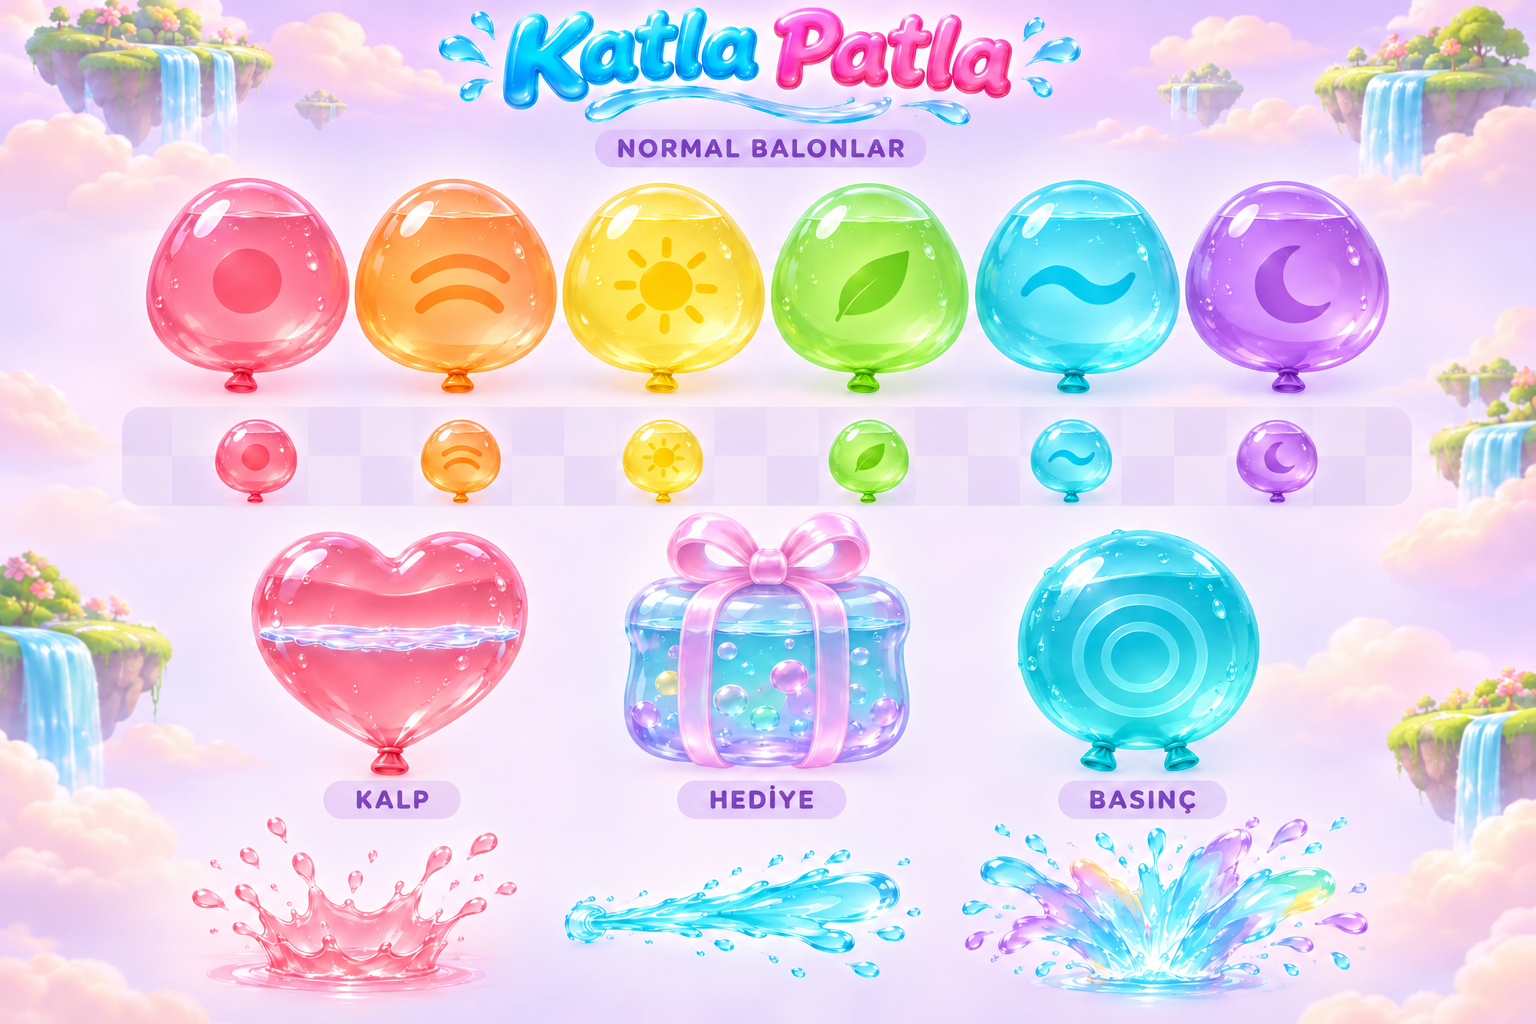 Katla Patla
NORMAL BALONLAR
KALP
HEDİYE
BASINÇ